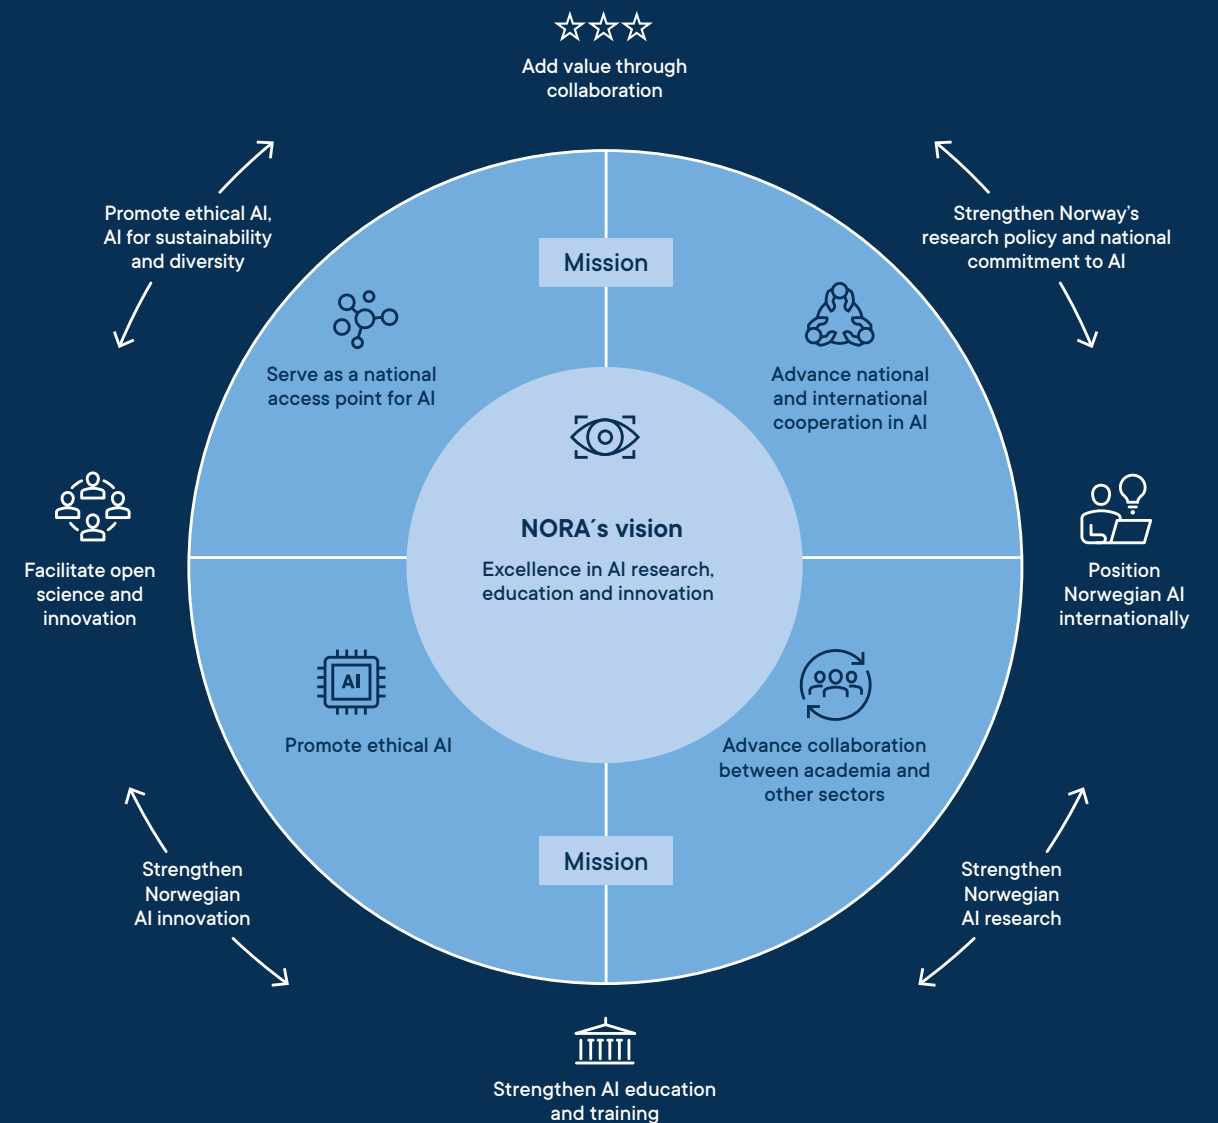 Add value through
collaboration
Promote ethical AI,
AI for sustainability
and diversity
Strengthen Norway’s
research policy and national
commitment to AI
Mission
Serve as a national
access point for AI
Advance national
and international
cooperation in AI
NORA´s vision
Excellence in AI research,
education and innovation
Facilitate open
science and
innovation
Position
Norwegian AI
internationally
AI
Promote ethical AI
Advance collaboration
between academia and
other sectors
Mission
Strengthen
Norwegian
AI innovation
Strengthen
Norwegian
AI research
Strengthen AI education
and training